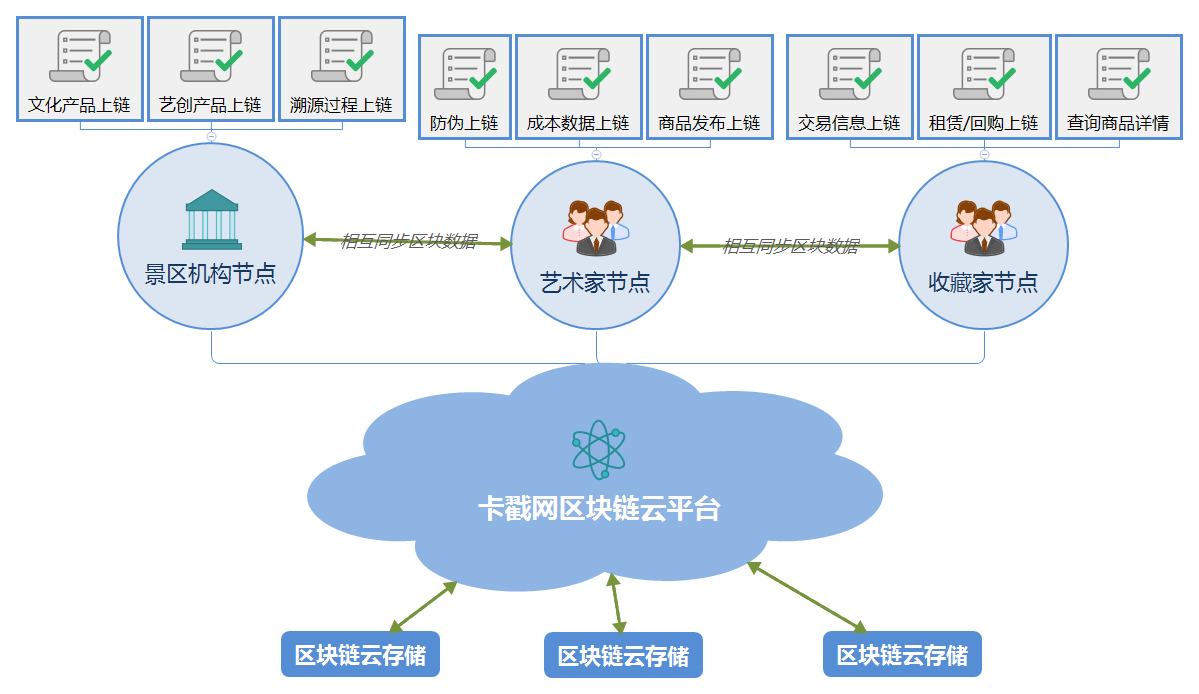 文化产品上链
艺创产品上链
溯源过程上链
防伪上链
成本数据上链
商品发布上链
交易信息上链
租赁/回购上链
查询商品详情
景区机构节点
相互同步区块数据
艺术家节点
相互同步区块数据
收藏家节点
卡戳网区块链云平台
区块链云存储
区块链云存储
区块链云存储